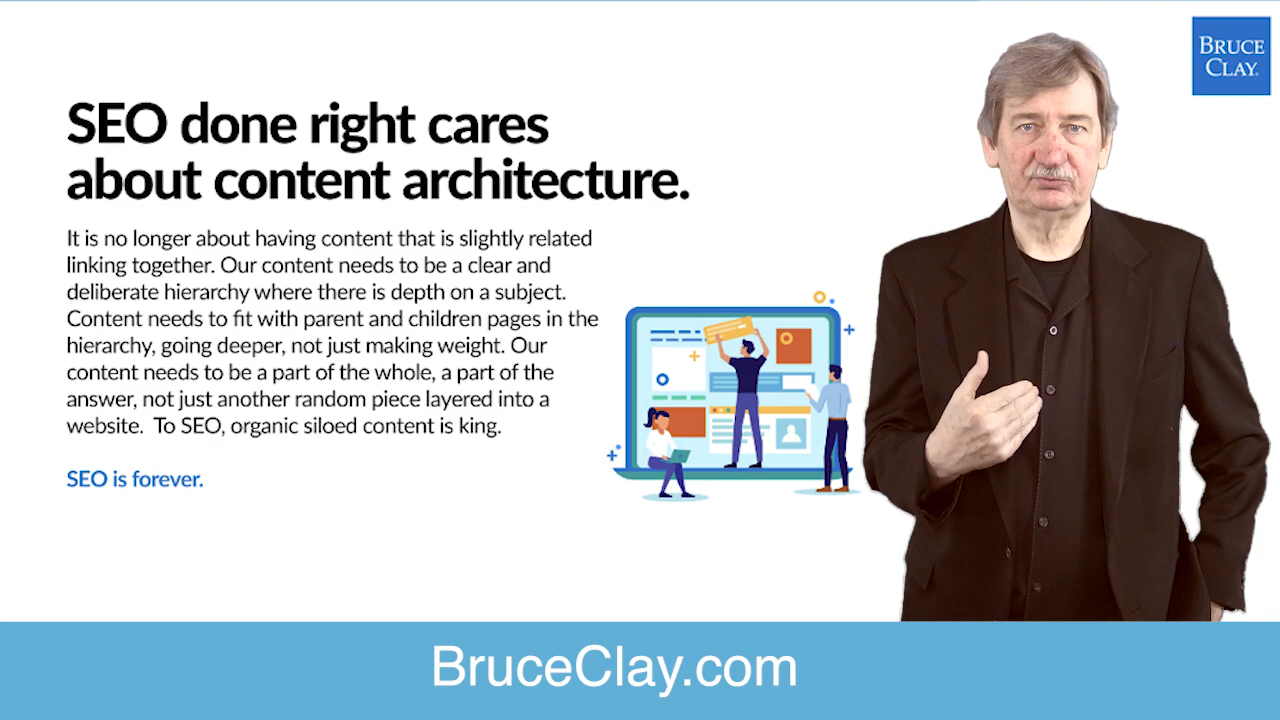 BRUCE
CLAY
SEO done right cares
about content architecture.
It is no longer about having content that is slightly related
linking together. Our content needs to be a clear and
deliberate hierarchy where there is depth on a subject.
Content needs to fit with parent and children pages in the
hierarchy, going deeper, not just making weight. Our
content needs to be a part of the whole, a part of the
answer, not just another random piece layered into a
website.  To SEO, organic siloed content is king.
SEO is forever.
BruceClay.com